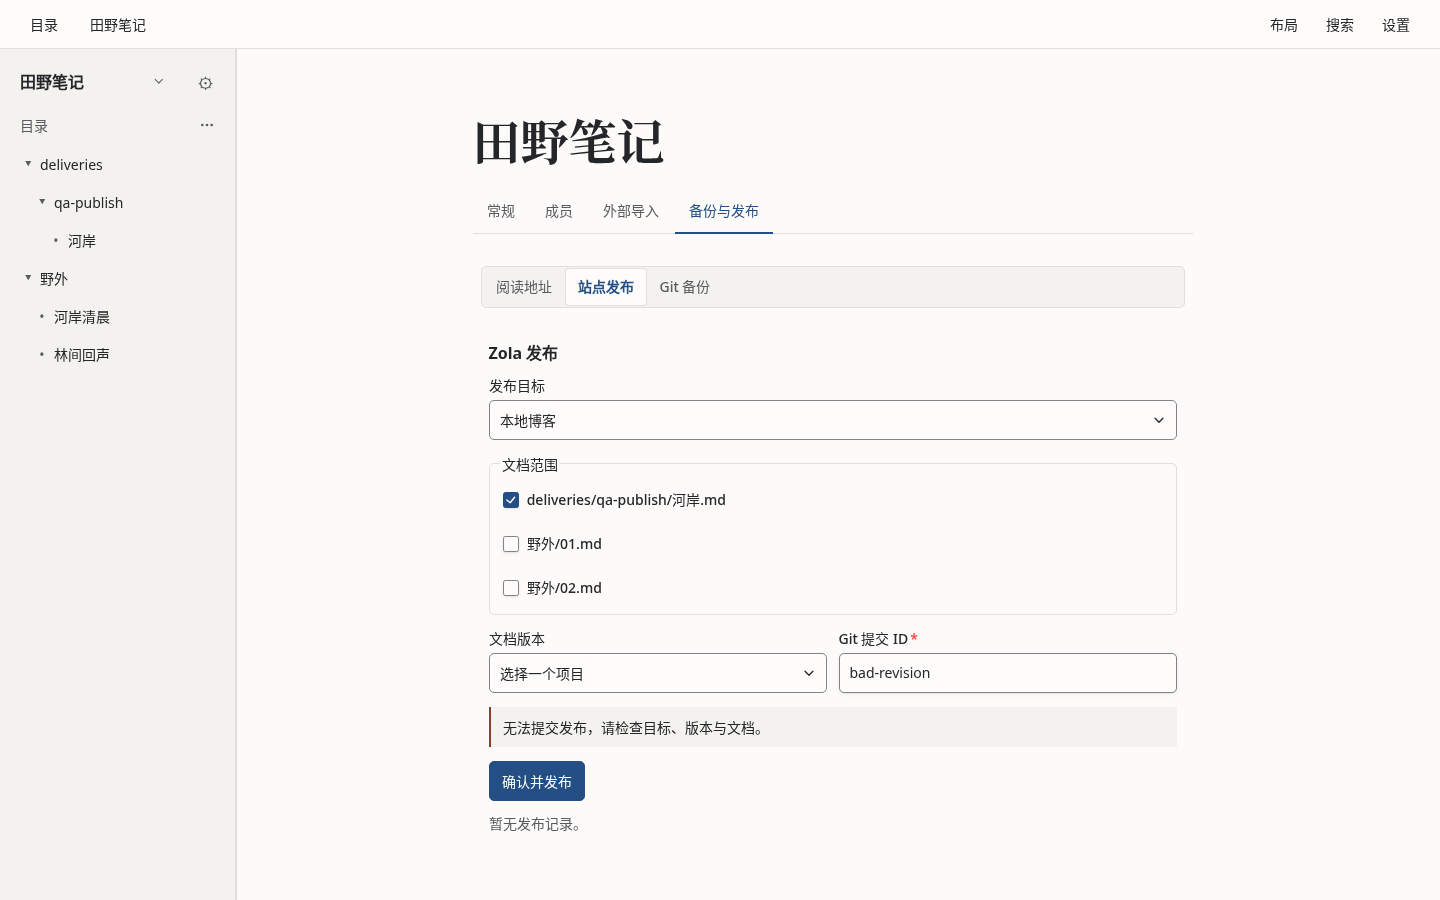 目录 田野笔记 布局 搜索 设置
田野笔记
目录
deliveries
qa-publish
河岸
野外
河岸清晨
林间回声
田野笔记
常规 成员 外部导入 备份与发布
阅读地址 站点发布 Git 备份
Zola 发布
发布目标
本地博客
文档范围
deliveries/qa-publish/河岸.md
野外/01.md
野外/02.md
文档版本 Git 提交 ID *
选择一个项目 bad-revision
无法提交发布，请检查目标、版本与文档。
确认并发布
暂无发布记录。